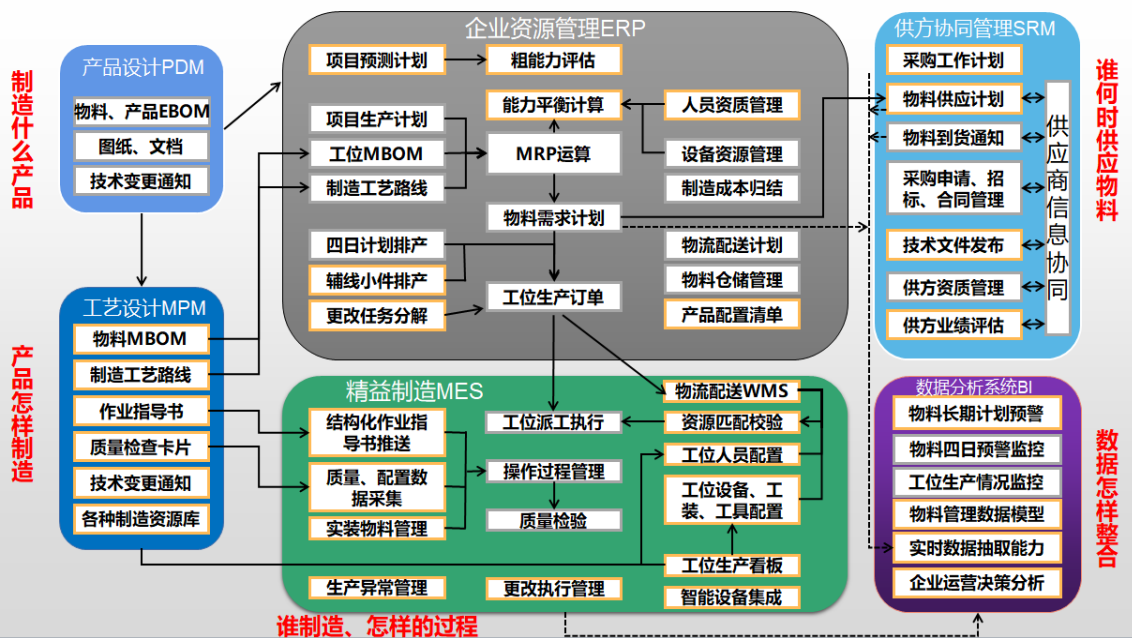 制造什么产品
产品设计PDM
物料、产品EBOM
图纸、文档
技术变更通知
产品怎样制造
工艺设计MPM
物料MBOM
制造工艺路线
作业指导书
质量检查卡片
技术变更通知
各种制造资源库
企业资源管理ERP
项目预测计划
粗能力评估
能力平衡计算
人员资质管理
项目生产计划
工位MBOM
MRP运算
设备资源管理
制造工艺路线
制造成本归结
物料需求计划
四日计划排产
物流配送计划
辅线小件排产
物料仓储管理
工位生产订单
更改任务分解
产品配置清单
精益制造MES
物流配送WMS
结构化作业指
导书推送
工位派工执行
资源匹配校验
工位人员配置
质量、配置数
据采集
操作过程管理
工位设备、工
装、工具配置
实装物料管理
质量检验
工位生产看板
生产异常管理
更改执行管理
智能设备集成
谁制造、怎样的过程
供方协同管理SRM
采购工作计划
物料供应计划
物料到货通知
采购申请、招
标、合同管理
技术文件发布
供方资质管理
供方业绩评估
供应商信息协同
谁何时供应物料
数据分析系统BI
物料长期计划预警
物料四日预警监控
工位生产情况监控
物料管理数据模型
实时数据抽取能力
企业运营决策分析
数据怎样整合